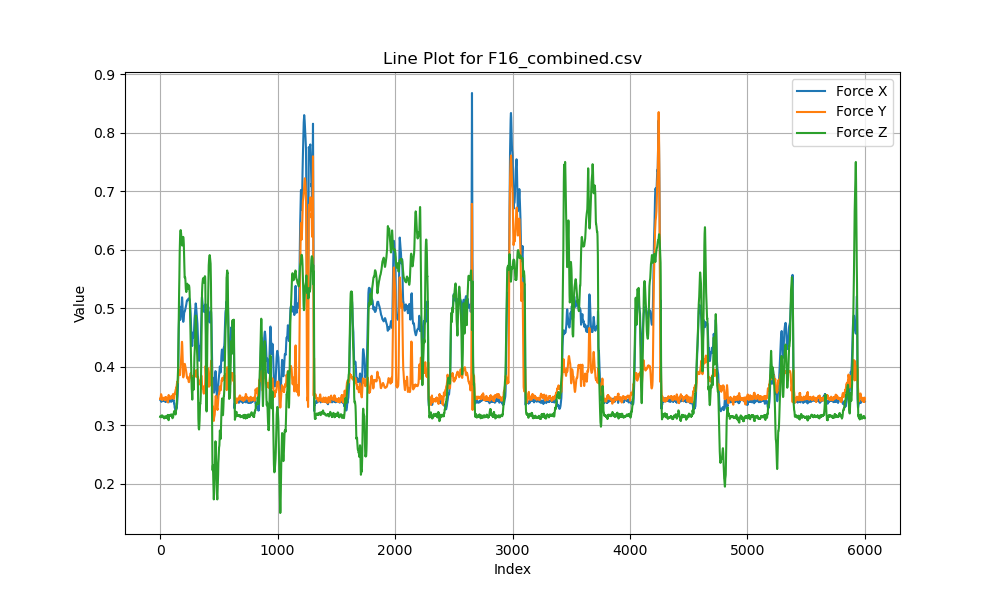 Line Plot for F16_combined.csv
0.9
0.8
0.7
0.6
0.5
0.4
0.3
0.2
Value
0 1000 2000 3000 4000 5000 6000
Index
Force X
Force Y
Force Z